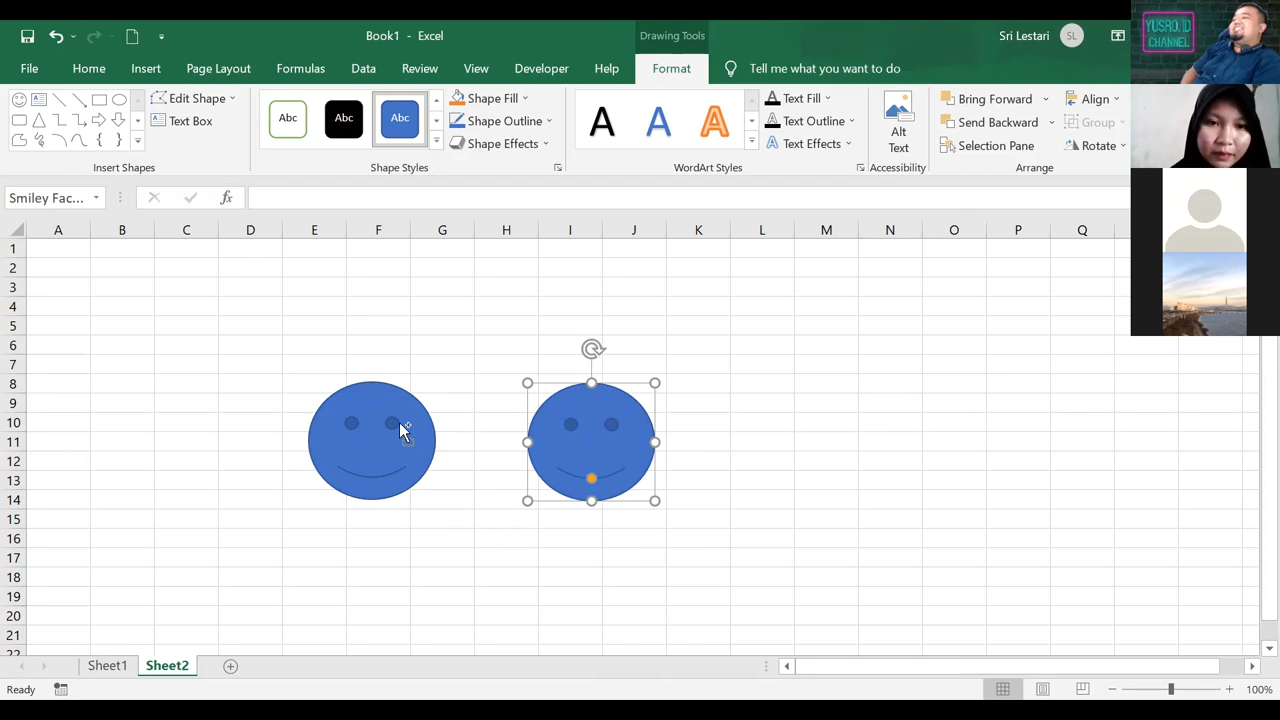 Book1 - Excel
Drawing Tools
Sri Lestari
SL
YUSRO.ID
CHANNEL
File
Home
Insert
Page Layout
Formulas
Data
Review
View
Developer
Help
Format
Tell me what you want to do
Edit Shape
Text Box
Insert Shapes
Abc
Abc
Abc
Shape Fill
Shape Outline
Shape Effects
Shape Styles
A
A
A
Text Fill
Text Outline
Text Effects
WordArt Styles
Alt
Text
Accessibility
Bring Forward
Send Backward
Selection Pane
Align
Group
Rotate
Arrange
Smiley Fac...
fx
A B C D E F G H I J K L M N O P Q
1
2
3
4
5
6
7
8
9
10
11
12
13
14
15
16
17
18
19
20
21
22
Sheet1
Sheet2
Ready
100%